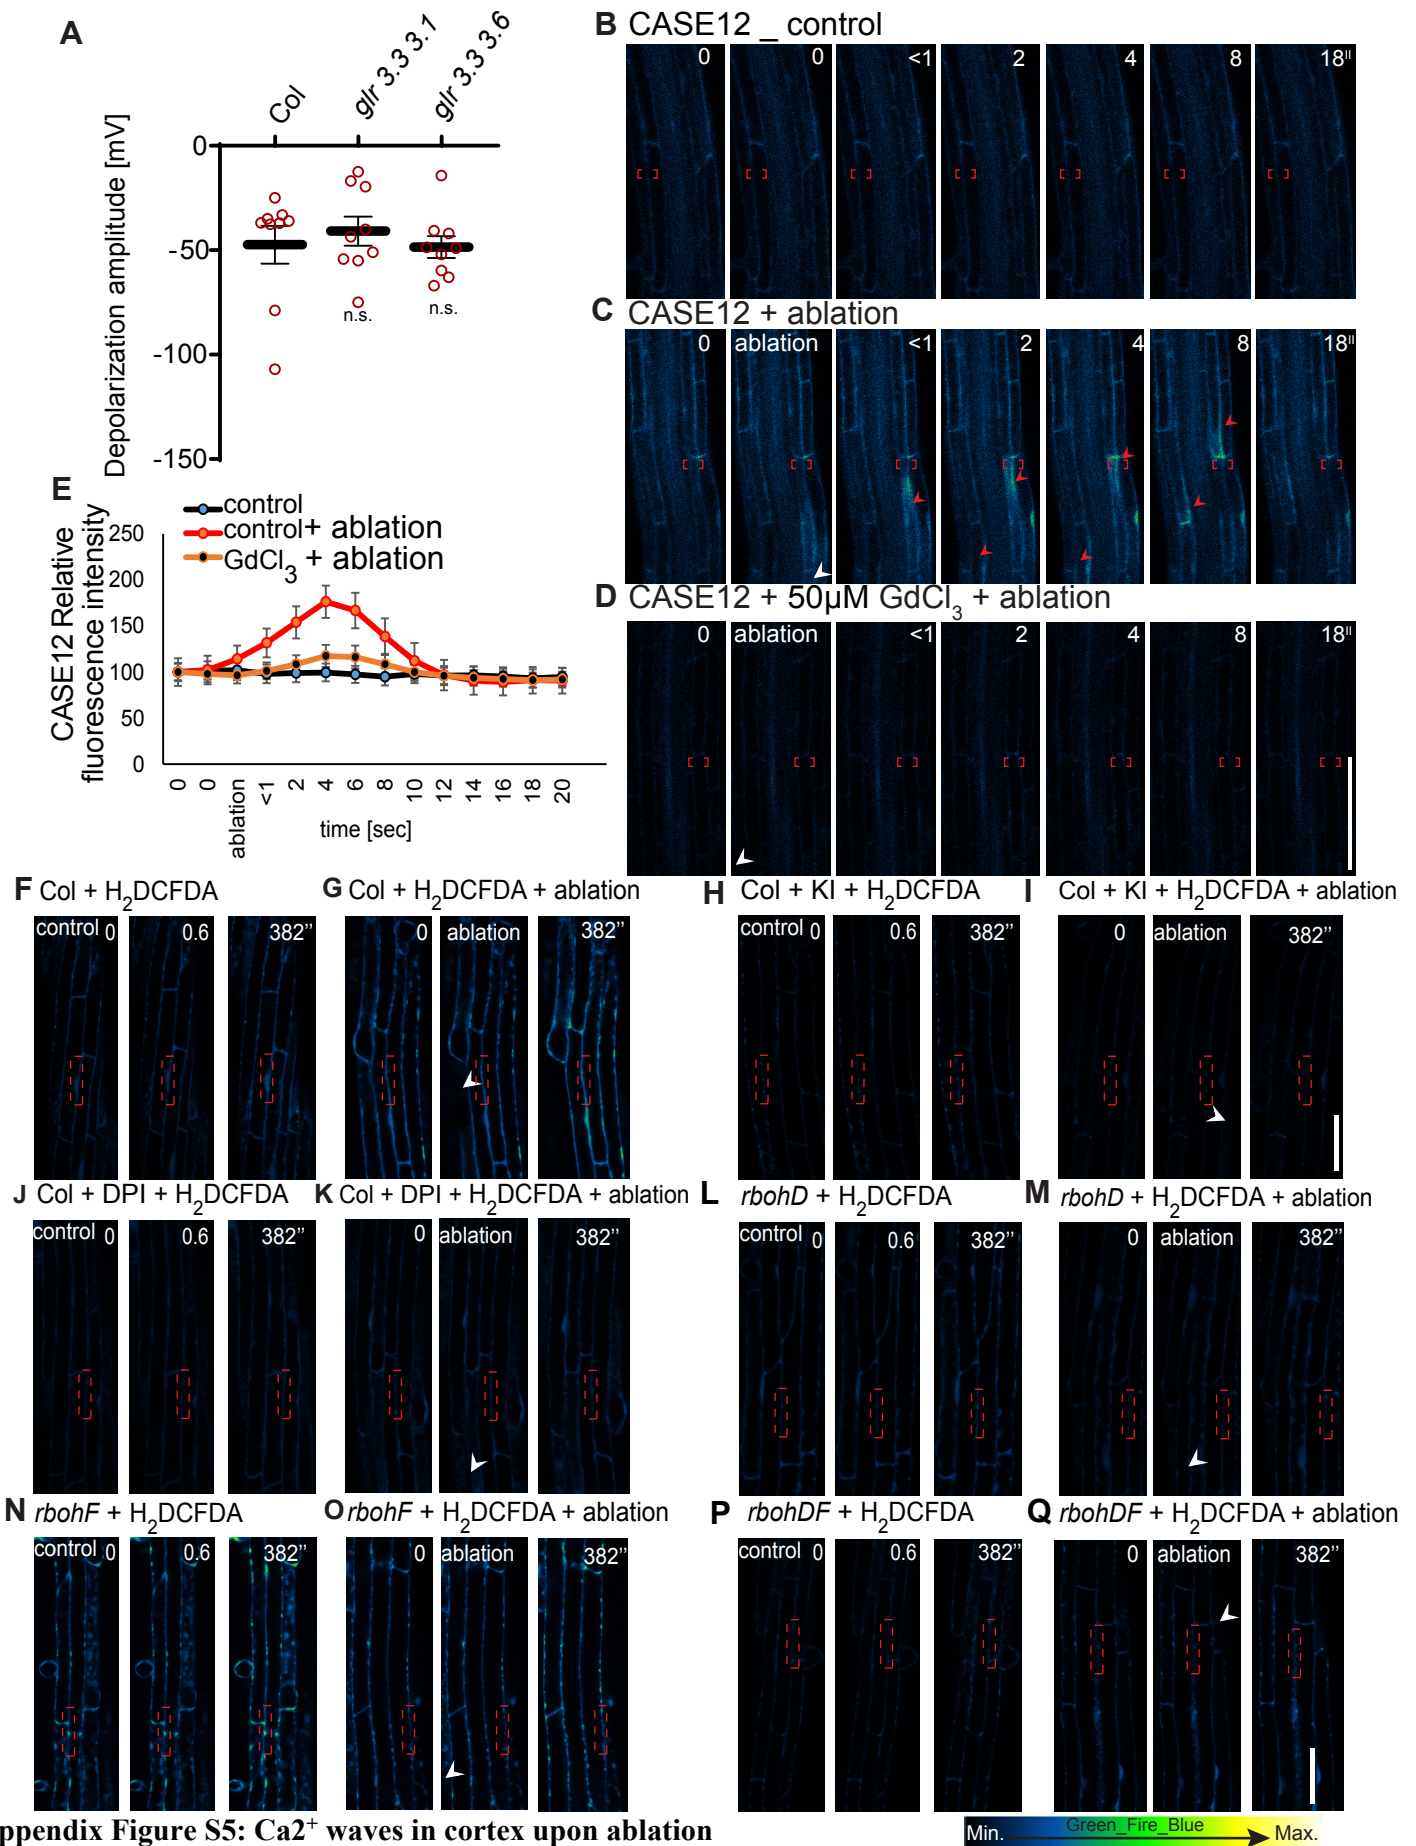 A
Col
glr 3.3 3.1
glr 3.3 3.6
Depolarization amplitude [mV]
0
-50
-100
-150
n.s.
n.s.
B CASE12 _ control
0 0 <1 2 4 8 18"
C CASE12 + ablation
0 ablation <1 2 4 8 18"
D CASE12 + 50µM GdCl3 + ablation
0 ablation <1 2 4 8 18"
E
control
control+ ablation
GdCl3 + ablation
CASE12 Relative
fluorescence intensity
250
200
150
100
50
0
0 0 ablation <1 2 4 6 8 10 12 14 16 18 20
time [sec]
F Col + H2DCFDA
control 0 0.6 382”
G Col + H2DCFDA + ablation
0 ablation 382”
H Col + KI + H2DCFDA
control 0 0.6 382”
I Col + KI + H2DCFDA + ablation
0 ablation 382”
J Col + DPI + H2DCFDA
control 0 0.6 382”
K Col + DPI + H2DCFDA + ablation
0 ablation 382”
L rbohD + H2DCFDA
control 0 0.6 382”
M rbohD + H2DCFDA + ablation
0 ablation 382”
N rbohF + H2DCFDA
control 0 0.6 382”
O rbohF + H2DCFDA + ablation
0 ablation 382”
P rbohDF + H2DCFDA
control 0 0.6 382”
Q rbohDF + H2DCFDA + ablation
0 ablation 382”
ppendix Figure S5: Ca2+ waves in cortex upon ablation
Min. Green_Fire_Blue Max.